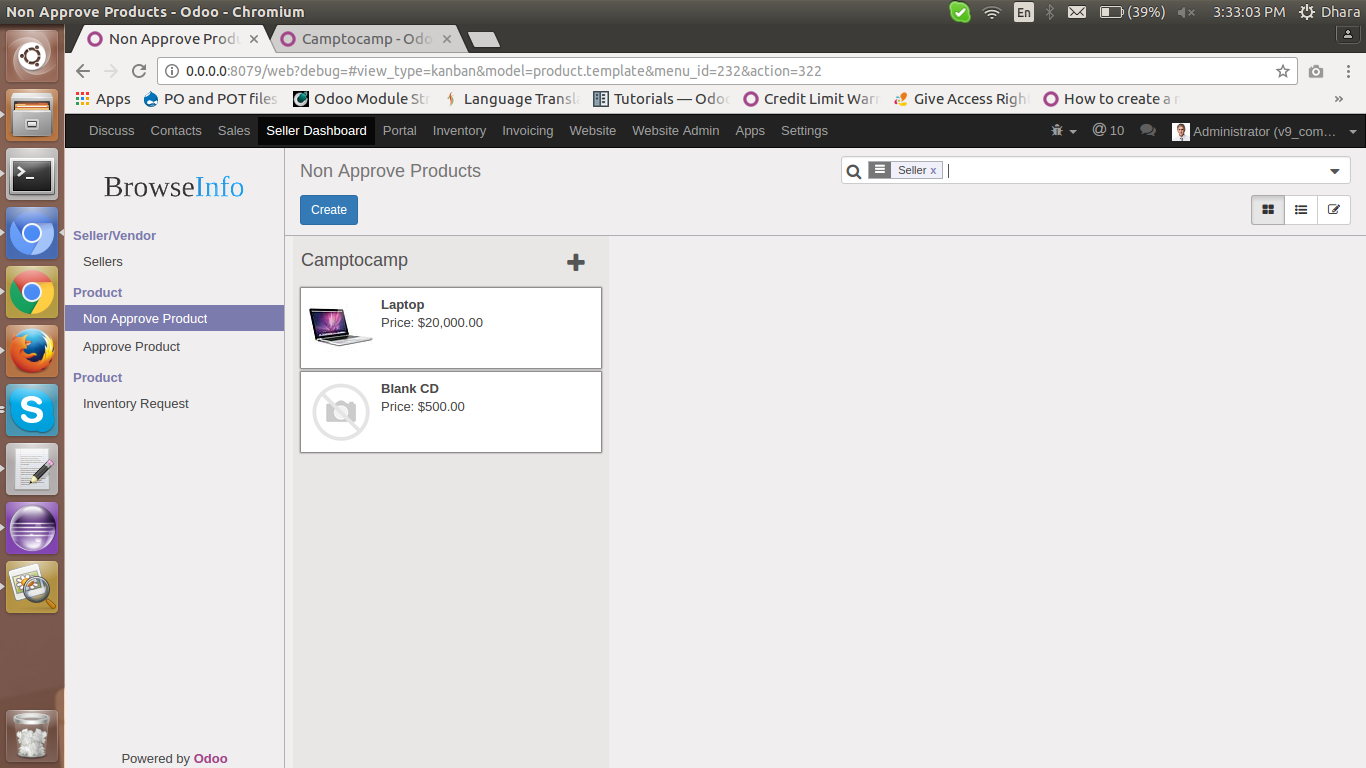 Non Approve Products - Odoo - Chromium
En (39%) 3:33:03 PM Dhara
Non Approve Produ
Camptocamp - Odo
0.0.0.0:8079/web?debug=#view_type=kanban&model=product.template&menu_id=232&action=322
Apps PO and POT files Odoo Module Str Language Transla Tutorials — Odoo Credit Limit Warn Give Access Right How to create a »
Discuss Contacts Sales Seller Dashboard Portal Inventory Invoicing Website Website Admin Apps Settings @ 10 Administrator (v9_com...
BrowseInfo
Seller/Vendor
Sellers
Product
Non Approve Product
Approve Product
Product
Inventory Request
Powered by Odoo
Non Approve Products
Seller x
Create
Camptocamp
Laptop
Price: $20,000.00
Blank CD
Price: $500.00